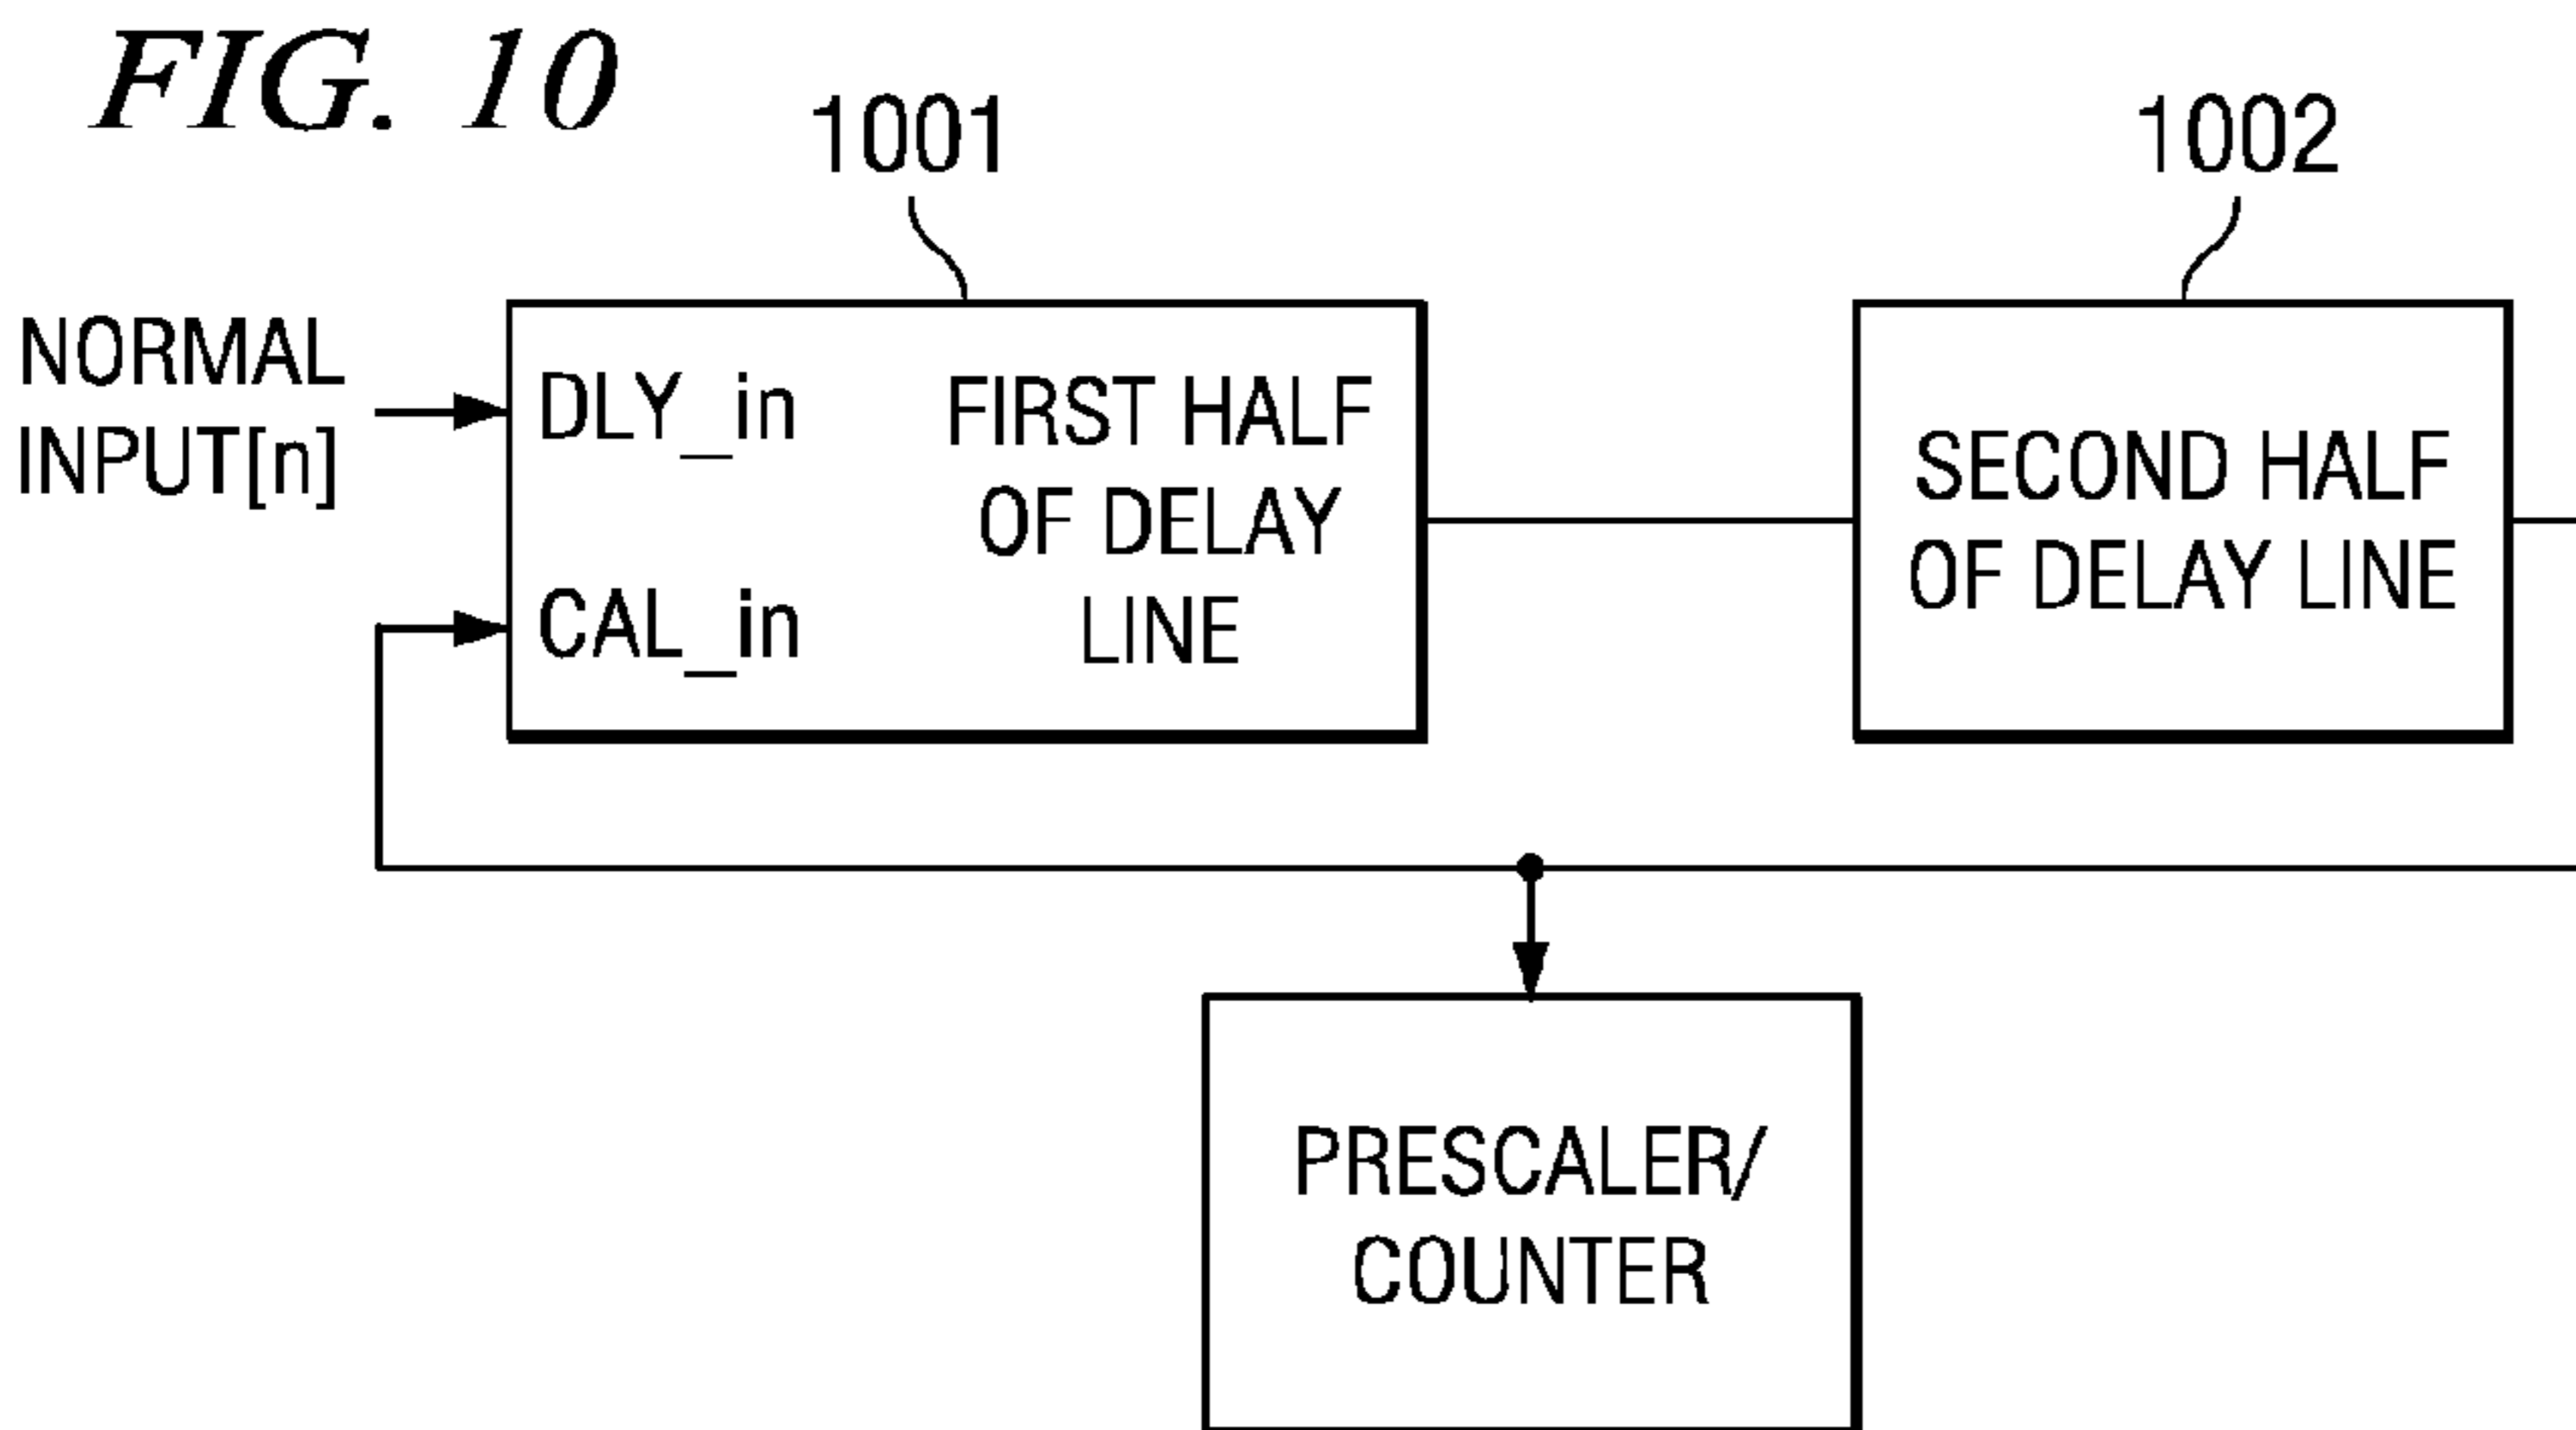 FIG. 10
1001
1002
NORMAL
INPUT[n]
DLY_in
CAL_in
FIRST HALF
OF DELAY
LINE
SECOND HALF
OF DELAY LINE
PRESCALER/
COUNTER